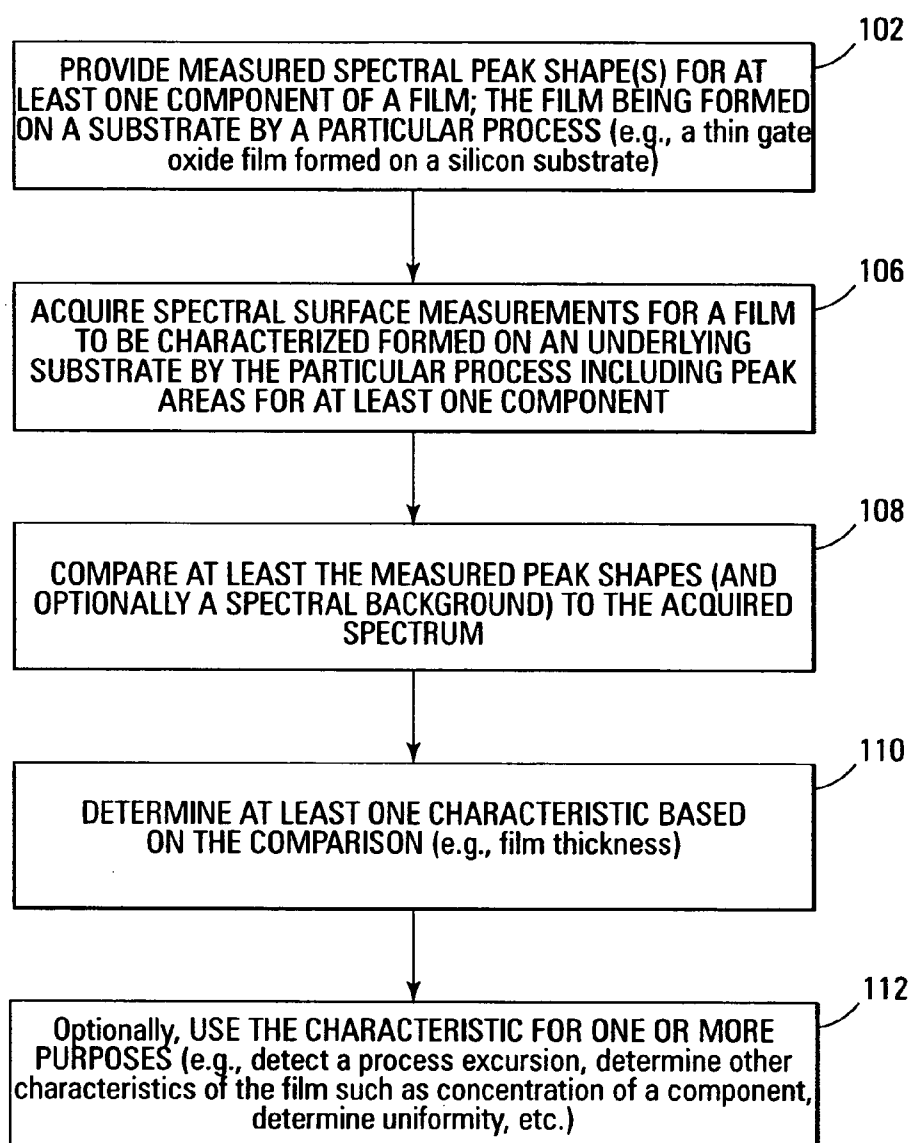 102
PROVIDE MEASURED SPECTRAL PEAK SHAPE(S) FOR AT
LEAST ONE COMPONENT OF A FILM; THE FILM BEING FORMED
ON A SUBSTRATE BY A PARTICULAR PROCESS (e.g., a thin gate
oxide film formed on a silicon substrate)
106
ACQUIRE SPECTRAL SURFACE MEASUREMENTS FOR A FILM
TO BE CHARACTERIZED FORMED ON AN UNDERLYING
SUBSTRATE BY THE PARTICULAR PROCESS INCLUDING PEAK
AREAS FOR AT LEAST ONE COMPONENT
108
COMPARE AT LEAST THE MEASURED PEAK SHAPES (AND
OPTIONALLY A SPECTRAL BACKGROUND) TO THE ACQUIRED
SPECTRUM
110
DETERMINE AT LEAST ONE CHARACTERISTIC BASED
ON THE COMPARISON (e.g., film thickness)
112
Optionally, USE THE CHARACTERISTIC FOR ONE OR MORE
PURPOSES (e.g., detect a process excursion, determine other
characteristics of the film such as concentration of a component,
determine uniformity, etc.)